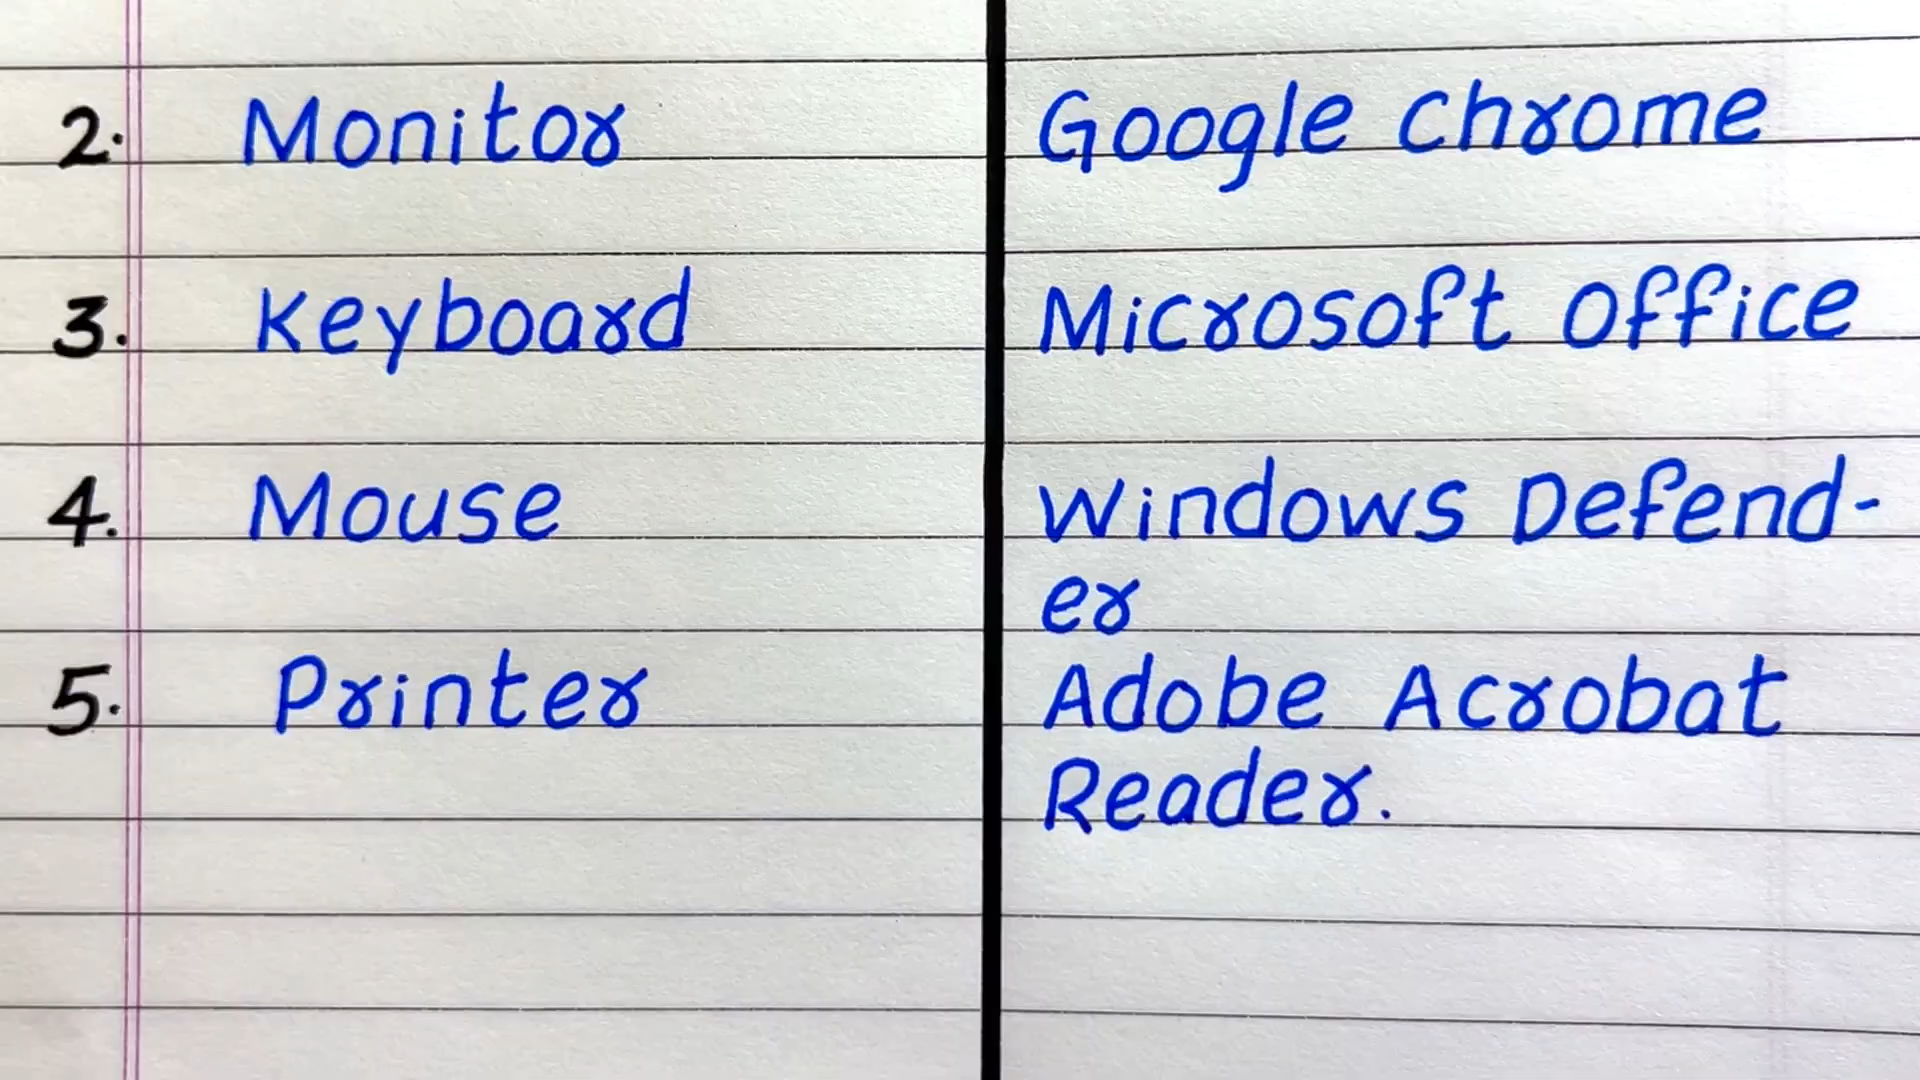 2. Monitor Google Chrome
3. Keyboard Microsoft Office
4. Mouse Windows Defend-
er
5. Printer Adobe Acrobat
Reader.